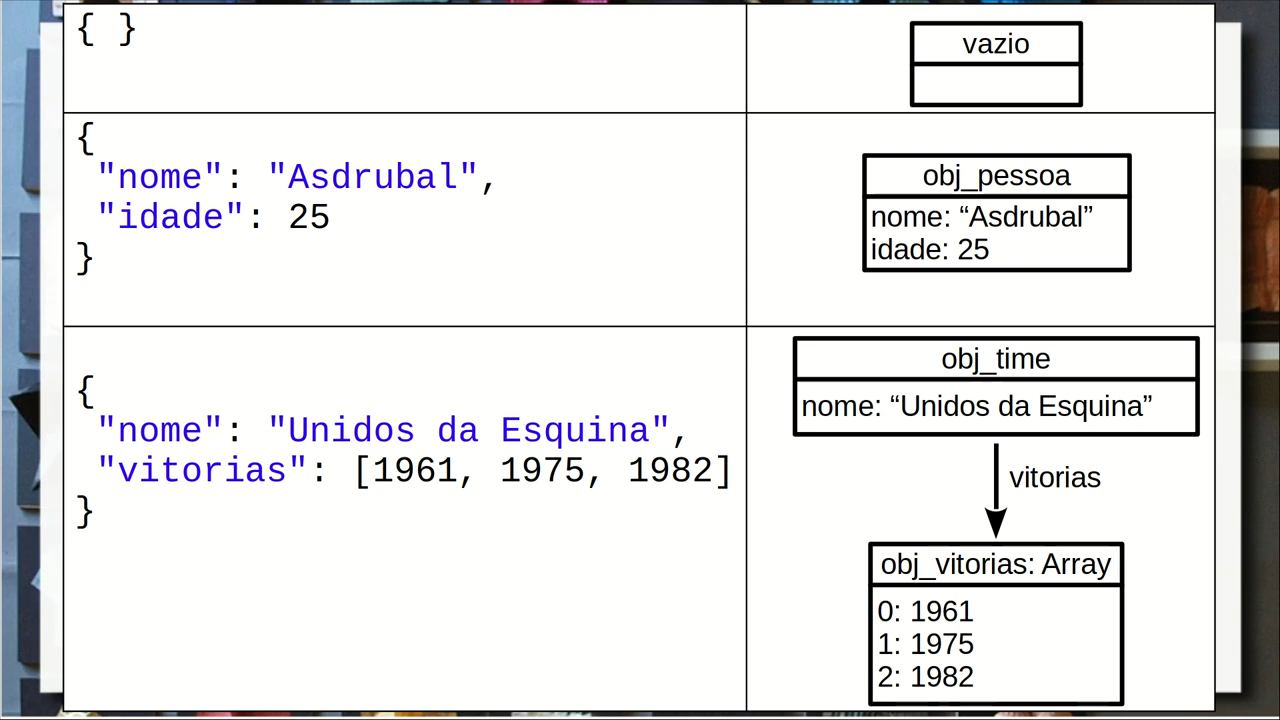 { }
vazio
{
"nome": "Asdrubal",
"idade": 25
}
obj_pessoa
nome: “Asdrubal”
idade: 25
{
"nome": "Unidos da Esquina",
"vitorias": [1961, 1975, 1982]
}
obj_time
nome: “Unidos da Esquina”
vitorias
obj_vitorias: Array
0: 1961
1: 1975
2: 1982